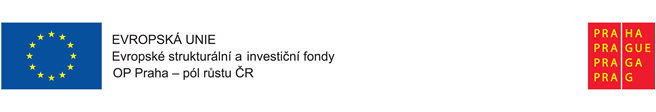 EVROPSKÁ UNIE
Evropské strukturální a investiční fondy
OP Praha – pól růstu ČR
PRA HA
PRA GUE
PRA GA
PRA G